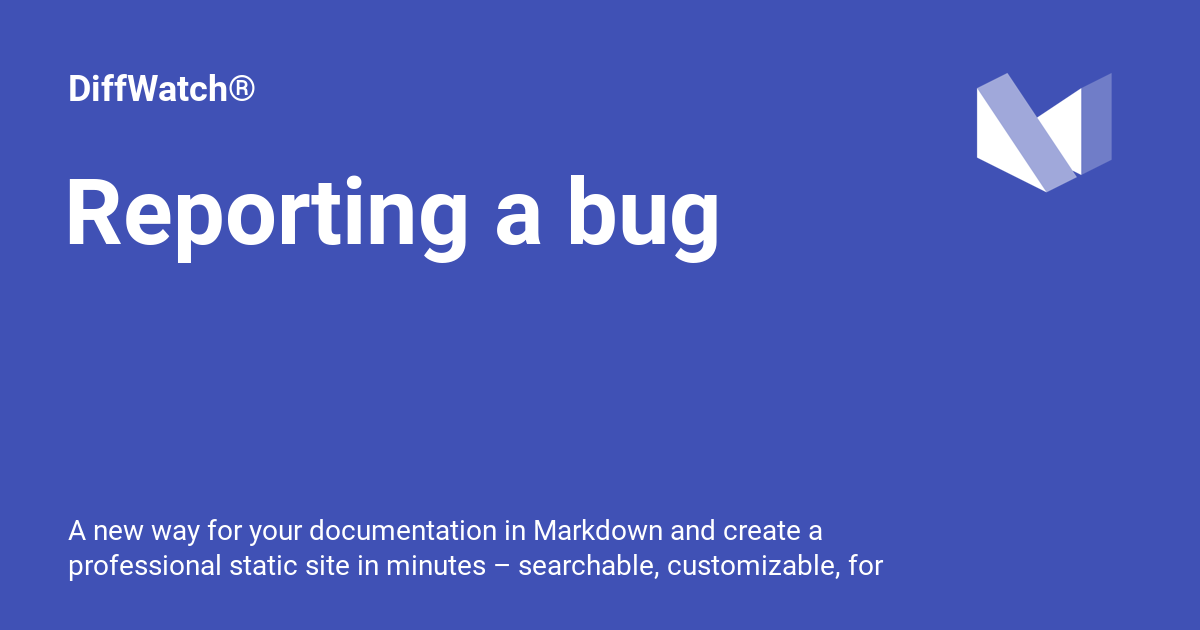 DiffWatch®
Reporting a bug
A new way for your documentation in Markdown and create a
professional static site in minutes – searchable, customizable, for